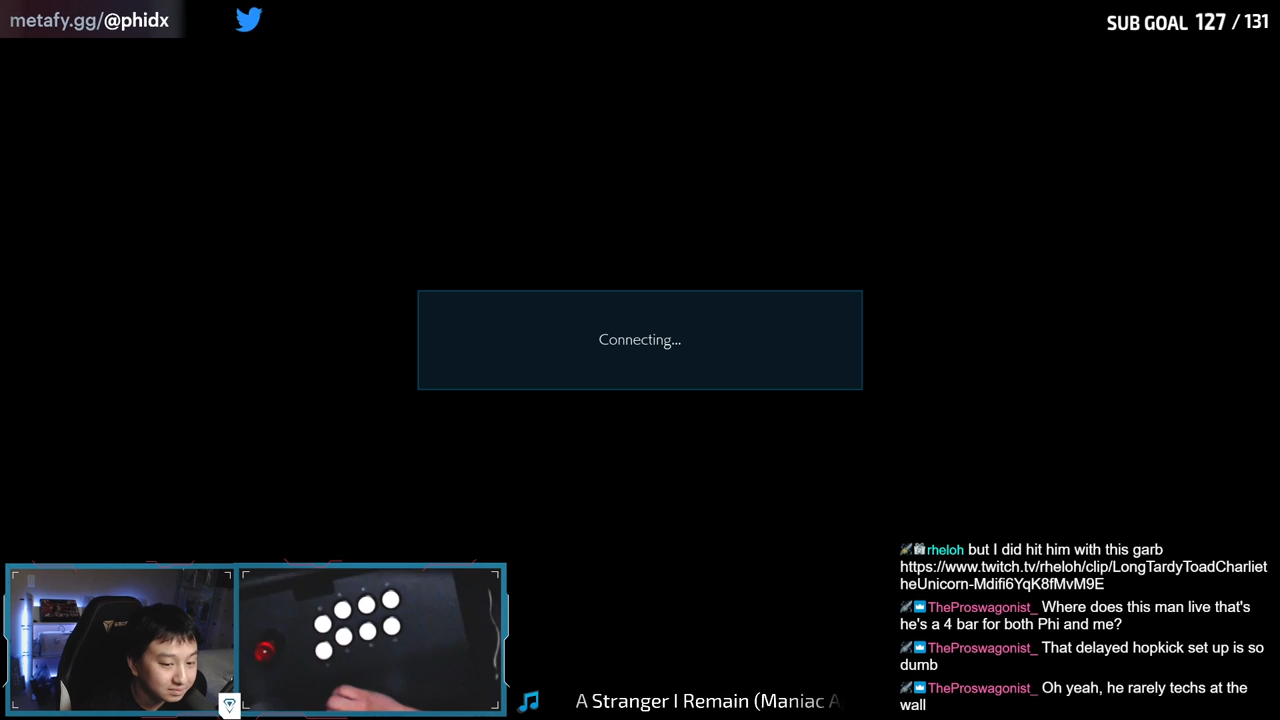 metafy.gg/@phidx
SUB GOAL 127 / 131
Connecting...
rheloh but I did hit him with this garb
https://www.twitch.tv/rheloh/clip/LongTardyToadCharliet
heUnicorn-Mdifi6YqK8fMvM9E
TheProswagonist_ Where does this man live that's
he's a 4 bar for both Phi and me?
TheProswagonist_ That delayed hopkick set up is so
dumb
TheProswagonist_ Oh yeah, he rarely techs at the
wall
A Stranger I Remain (Maniac A